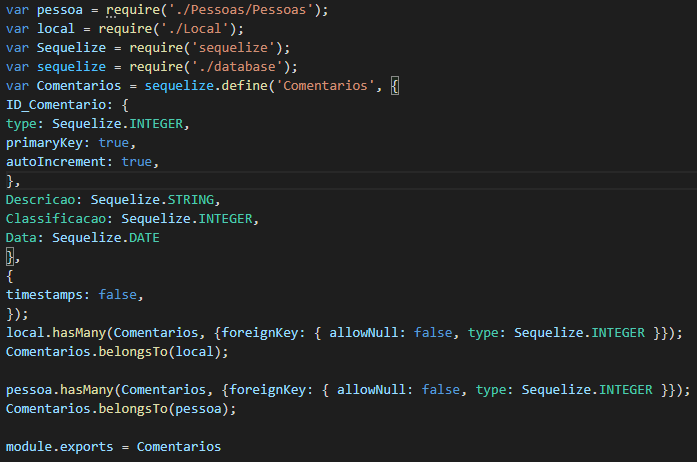 var pessoa = require('./Pessoas/Pessoas');
var local = require('./Local');
var Sequelize = require('sequelize');
var sequelize = require('./database');
var Comentarios = sequelize.define('Comentarios', {
ID_Comentario: {
type: Sequelize.INTEGER,
primaryKey: true,
autoIncrement: true,
},
Descricao: Sequelize.STRING,
Classificacao: Sequelize.INTEGER,
Data: Sequelize.DATE
},
{
timestamps: false,
});
local.hasMany(Comentarios, {foreignKey: { allowNull: false, type: Sequelize.INTEGER }});
Comentarios.belongsTo(local);
pessoa.hasMany(Comentarios, {foreignKey: { allowNull: false, type: Sequelize.INTEGER }});
Comentarios.belongsTo(pessoa);
module.exports = Comentarios